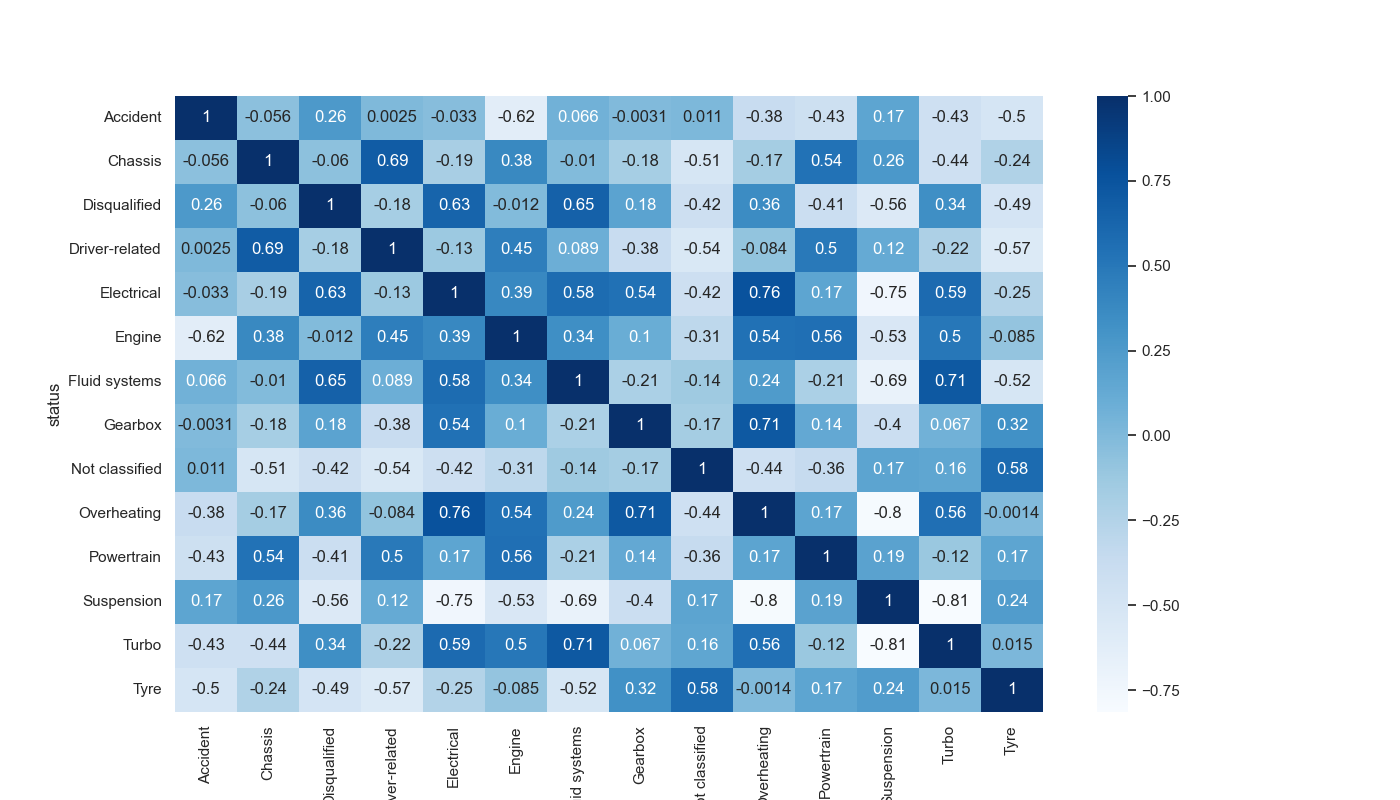 Accident 1 -0.056 0.26 0.0025 -0.033 -0.62 0.066 -0.0031 0.011 -0.38 -0.43 0.17 -0.43 -0.5
Chassis -0.056 1 -0.06 0.69 -0.19 0.38 -0.01 -0.18 -0.51 -0.17 0.54 0.26 -0.44 -0.24
Disqualified 0.26 -0.06 1 -0.18 0.63 -0.012 0.65 0.18 -0.42 0.36 -0.41 -0.56 0.34 -0.49
Driver-related 0.0025 0.69 -0.18 1 -0.13 0.45 0.089 -0.38 -0.54 -0.084 0.5 0.12 -0.22 -0.57
Electrical -0.033 -0.19 0.63 -0.13 1 0.39 0.58 0.54 -0.42 0.76 0.17 -0.75 0.59 -0.25
Engine -0.62 0.38 -0.012 0.45 0.39 1 0.34 0.1 -0.31 0.54 0.56 -0.53 0.5 -0.085
Fluid systems 0.066 -0.01 0.65 0.089 0.58 0.34 1 -0.21 -0.14 0.24 -0.21 -0.69 0.71 -0.52
Gearbox -0.0031 -0.18 0.18 -0.38 0.54 0.1 -0.21 1 -0.17 0.71 0.14 -0.4 0.067 0.32
Not classified 0.011 -0.51 -0.42 -0.54 -0.42 -0.31 -0.14 -0.17 1 -0.44 -0.36 0.17 0.16 0.58
Overheating -0.38 -0.17 0.36 -0.084 0.76 0.54 0.24 0.71 -0.44 1 0.17 -0.8 0.56 -0.0014
Powertrain -0.43 0.54 -0.41 0.5 0.17 0.56 -0.21 0.14 -0.36 0.17 1 0.19 -0.12 0.17
Suspension 0.17 0.26 -0.56 0.12 -0.75 -0.53 -0.69 -0.4 0.17 -0.8 0.19 1 -0.81 0.24
Turbo -0.43 -0.44 0.34 -0.22 0.59 0.5 0.71 0.067 0.16 0.56 -0.12 -0.81 1 0.015
Tyre -0.5 -0.24 -0.49 -0.57 -0.25 -0.085 -0.52 0.32 0.58 -0.0014 0.17 0.24 0.015 1
status
Accident
Chassis
Disqualified
ver-related
Electrical
Engine
id systems
Gearbox
ot classified
Overheating
Powertrain
Suspension
Turbo
Tyre
1.00
0.75
0.50
0.25
0.00
−0.25
−0.50
−0.75